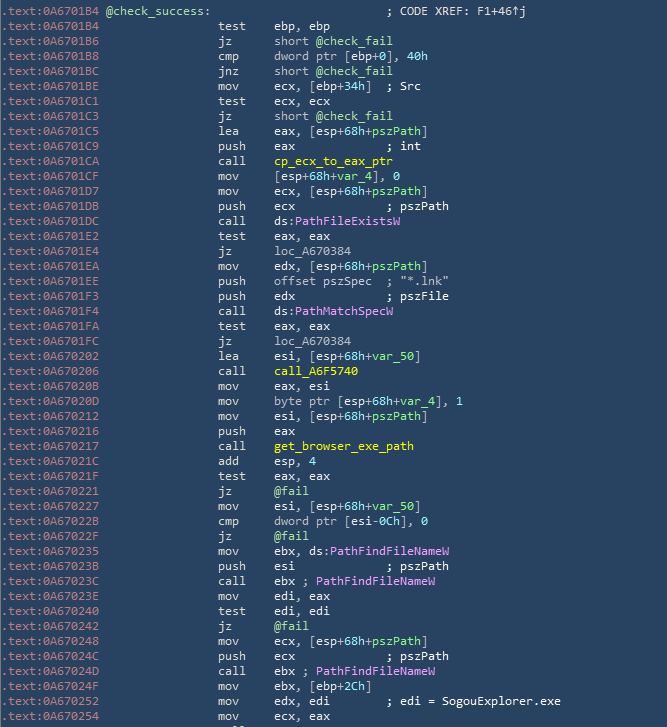 .text:0A6701B4 @check_success: ; CODE XREF: F1+46↑j
.text:0A6701B4 test ebp, ebp
.text:0A6701B6 jz short @check_fail
.text:0A6701B8 cmp dword ptr [ebp+0], 40h
.text:0A6701BC jnz short @check_fail
.text:0A6701BE mov ecx, [ebp+34h] ; Src
.text:0A6701C1 test ecx, ecx
.text:0A6701C3 jz short @check_fail
.text:0A6701C5 lea eax, [esp+68h+pszPath]
.text:0A6701C9 push eax ; int
.text:0A6701CA call cp_ecx_to_eax_ptr
.text:0A6701CF mov [esp+68h+var_4], 0
.text:0A6701D7 mov ecx, [esp+68h+pszPath]
.text:0A6701DB push ecx ; pszPath
.text:0A6701DC call ds:PathFileExistsW
.text:0A6701E2 test eax, eax
.text:0A6701E4 jz loc_A670384
.text:0A6701EA mov edx, [esp+68h+pszPath]
.text:0A6701EE push offset pszSpec ; "*.lnk"
.text:0A6701F3 push edx ; pszFile
.text:0A6701F4 call ds:PathMatchSpecW
.text:0A6701FA test eax, eax
.text:0A6701FC jz loc_A670384
.text:0A670202 lea esi, [esp+68h+var_50]
.text:0A670206 call call_A6F5740
.text:0A67020B mov eax, esi
.text:0A67020D mov byte ptr [esp+68h+var_4], 1
.text:0A670212 mov esi, [esp+68h+pszPath]
.text:0A670216 push eax
.text:0A670217 call get_browser_exe_path
.text:0A67021C add esp, 4
.text:0A67021F test eax, eax
.text:0A670221 jz @fail
.text:0A670227 mov esi, [esp+68h+var_50]
.text:0A67022B cmp dword ptr [esi-0Ch], 0
.text:0A67022F jz @fail
.text:0A670235 mov ebx, ds:PathFindFileNameW
.text:0A67023B push esi ; pszPath
.text:0A67023C call ebx ; PathFindFileNameW
.text:0A67023E mov edi, eax
.text:0A670240 test edi, edi
.text:0A670242 jz @fail
.text:0A670248 mov ecx, [esp+68h+pszPath]
.text:0A67024C push ecx ; pszPath
.text:0A67024D call ebx ; PathFindFileNameW
.text:0A67024F mov ebx, [ebp+2Ch]
.text:0A670252 mov edx, edi ; edi = SogouExplorer.exe
.text:0A670254 mov ecx, eax